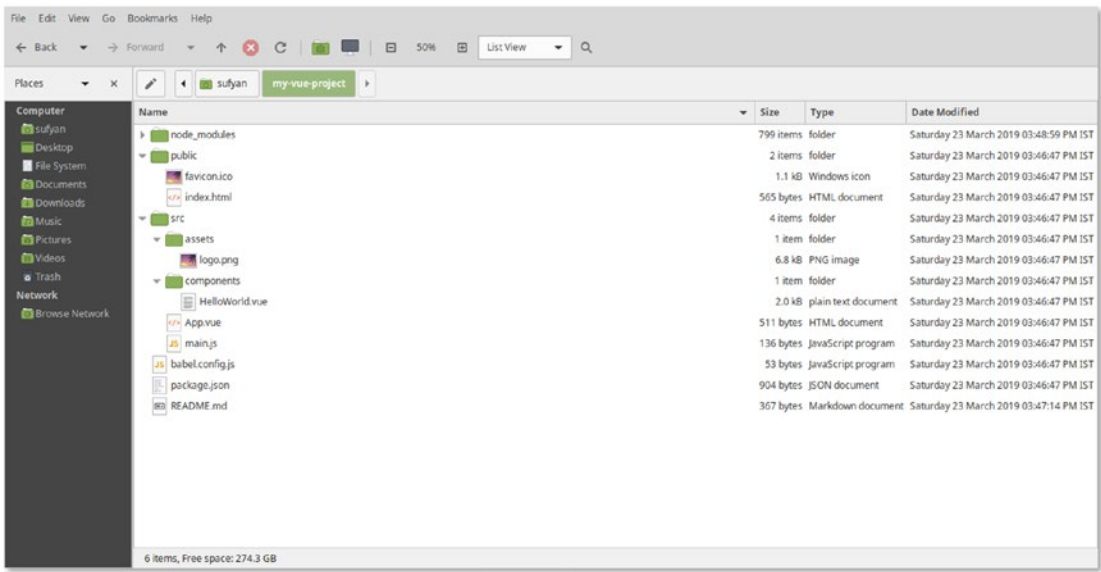 File Edit View Go Bookmarks Help
Back Forward 50% List View
Places sufyan my-vue-project
Computer
sufyan
Desktop
File System
Documents
Downloads
Music
Pictures
Videos
Trash
Network
Browse Network
Name Size Type Date Modified
node_modules 799 items folder Saturday 23 March 2019 03:48:59 PM IST
public 2 items folder Saturday 23 March 2019 03:46:47 PM IST
favicon.ico 1.1 kB Windows icon Saturday 23 March 2019 03:46:47 PM IST
index.html 565 bytes HTML document Saturday 23 March 2019 03:46:47 PM IST
src 4 items folder Saturday 23 March 2019 03:46:47 PM IST
assets 1 item folder Saturday 23 March 2019 03:46:47 PM IST
logo.png 6.8 kB PNG image Saturday 23 March 2019 03:46:47 PM IST
components 1 item folder Saturday 23 March 2019 03:46:47 PM IST
HelloWorld.vue 2.0 kB plain text document Saturday 23 March 2019 03:46:47 PM IST
App.vue 511 bytes HTML document Saturday 23 March 2019 03:46:47 PM IST
JS main.js 136 bytes JavaScript program Saturday 23 March 2019 03:46:47 PM IST
JS babel.config.js 53 bytes JavaScript program Saturday 23 March 2019 03:46:47 PM IST
package.json 904 bytes JSON document Saturday 23 March 2019 03:46:47 PM IST
README.md 367 bytes Markdown document Saturday 23 March 2019 03:47:14 PM IST
6 items, Free space: 274.3 GB